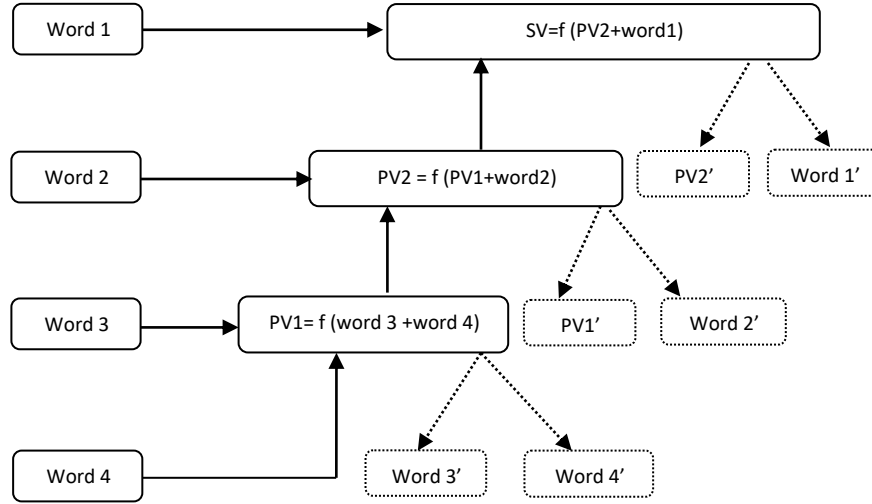 Word 1
SV=f (PV2+word1)
Word 2
PV2 = f (PV1+word2)
PV2’
Word 1’
Word 3
PV1= f (word 3 +word 4)
PV1’
Word 2’
Word 4
Word 3’
Word 4’